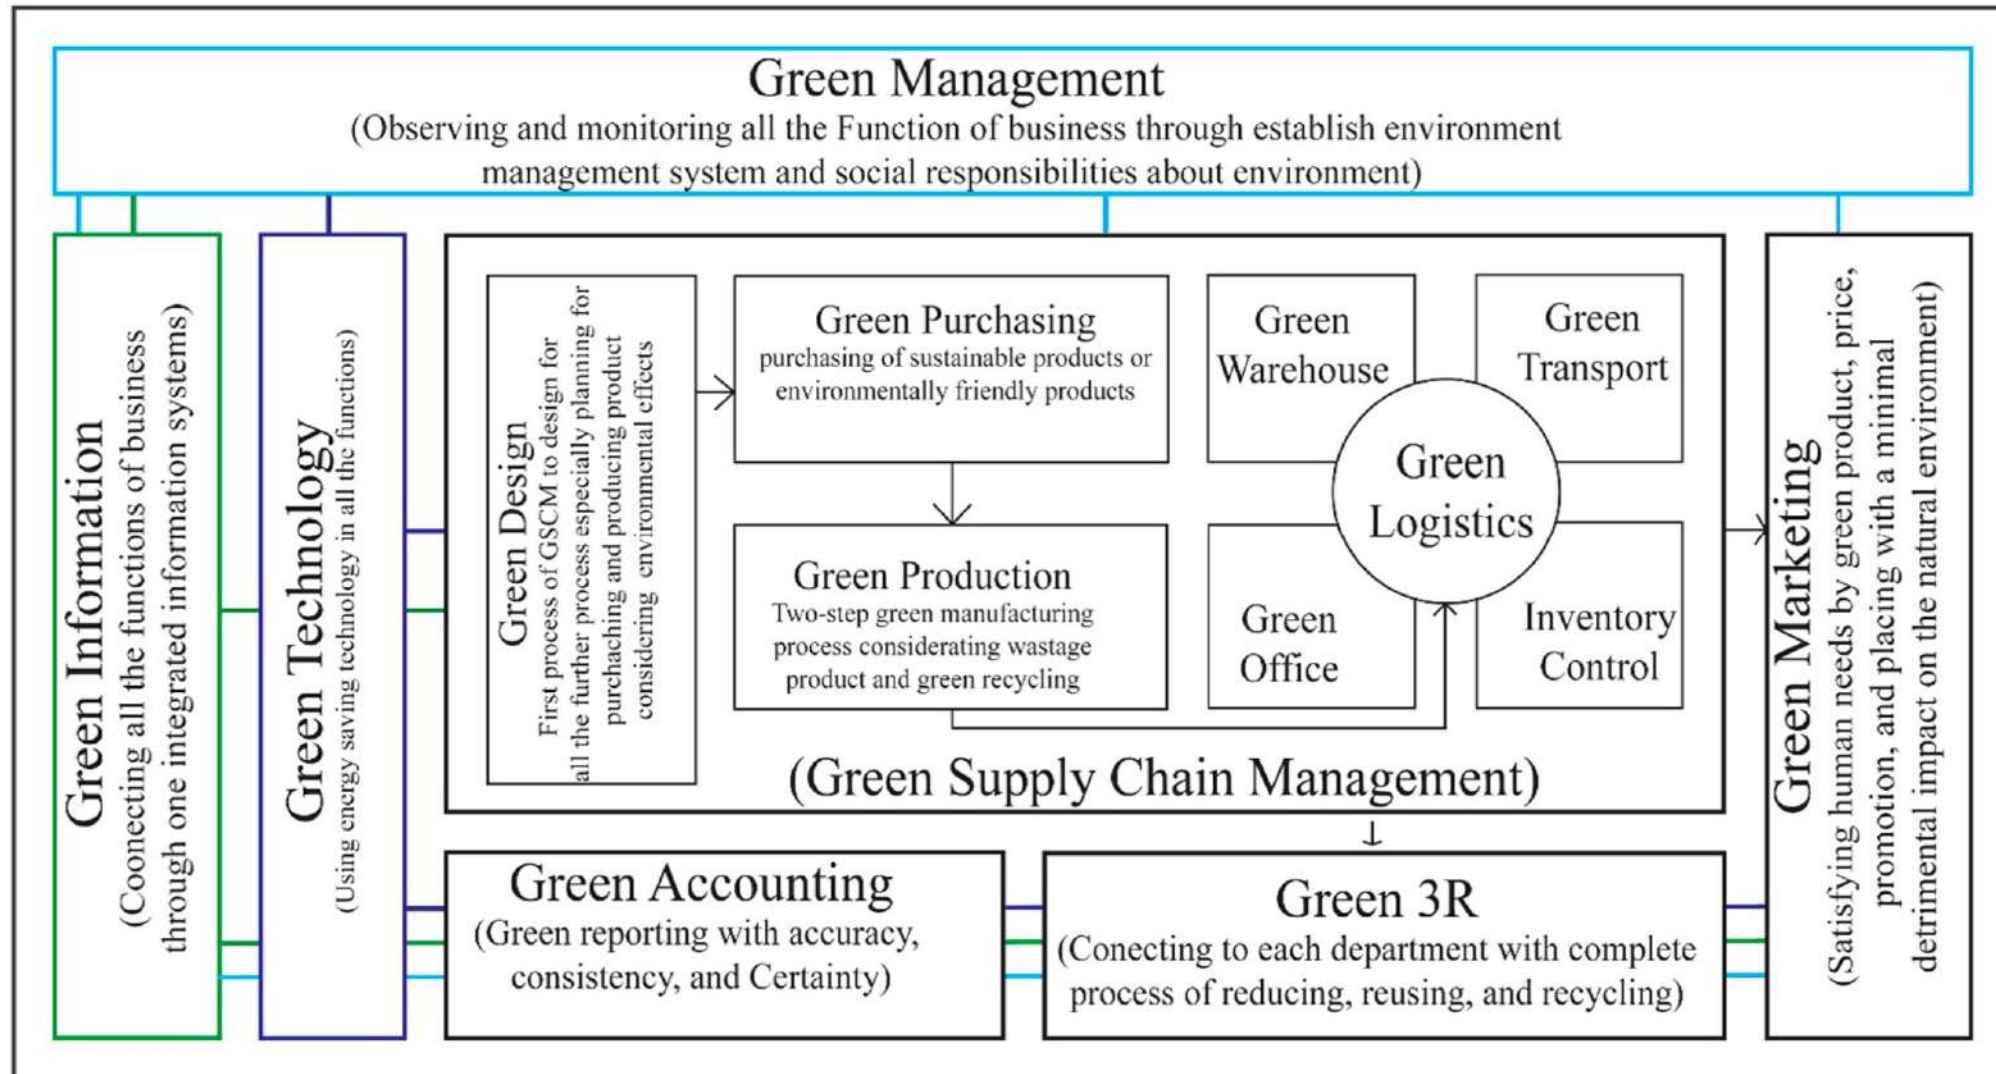 Green Management
(Observing and monitoring all the Function of business through establish environment
management system and social responsibilities about environment)
Green Information
(Coonecting all the functions of business
through one integrated information systems)
Green Technology
(Using energy saving technology in all the functions)
Green Design
First process of GSCM to design for
all the further process especially planning for
purchaching and producing product
considering environmental effects
Green Purchasing
purchasing of sustainable products or
environmentally friendly products
Green Production
Two-step green manufacturing
process considerating wastage
product and green recycling
Green
Warehouse
Green
Transport
Green
Logistics
Green
Office
Inventory
Control
(Green Supply Chain Management)
Green Accounting
(Green reporting with accuracy,
consistency, and Certainty)
Green 3R
(Conecting to each department with complete
process of reducing, reusing, and recycling)
Green Marketing
(Satisfying human needs by green product, price,
promotion, and placing with a minimal
detrimental impact on the natural environment)